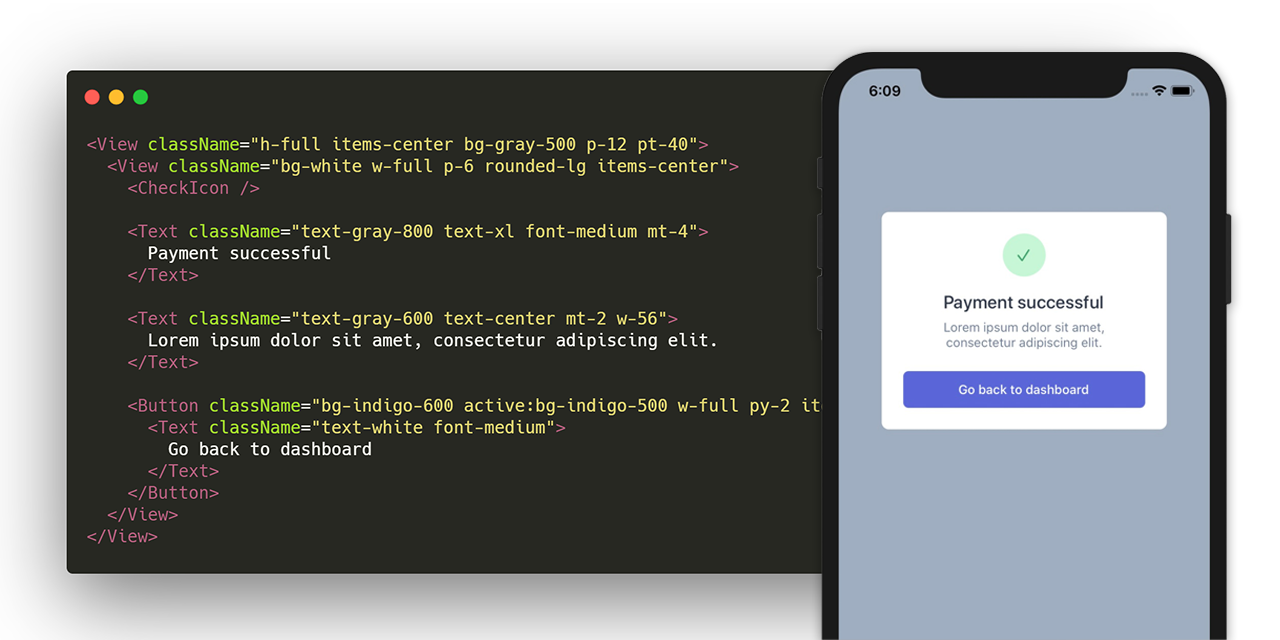 <View className="h-full items-center bg-gray-500 p-12 pt-40">
<View className="bg-white w-full p-6 rounded-lg items-center">
<CheckIcon />
<Text className="text-gray-800 text-xl font-medium mt-4">
Payment successful
</Text>
<Text className="text-gray-600 text-center mt-2 w-56">
Lorem ipsum dolor sit amet, consectetur adipiscing elit.
</Text>
<Button className="bg-indigo-600 active:bg-indigo-500 w-full py-2
<Text className="text-white font-medium">
Go back to dashboard
</Text>
</Button>
</View>
</View>
6:09
Payment successful
Lorem ipsum dolor sit amet,
consectetur adipiscing elit.
Go back to dashboard